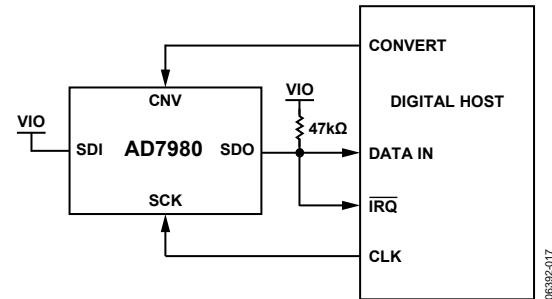 CONVERT
CNV
VIO
DIGITAL HOST
VIO
47kΩ
SDI AD7980 SDO
DATA IN
SCK
IRQ
CLK
06392-017